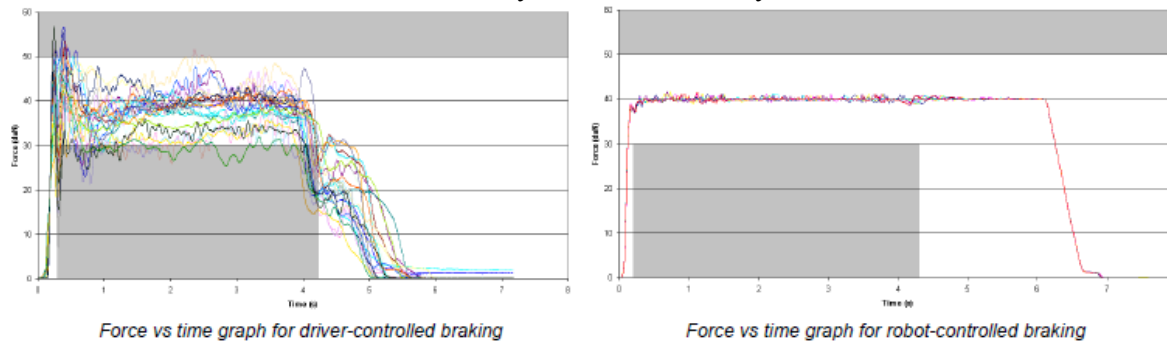 60
50
40
30
20
10
0
Force (daN)
0 1 2 3 4 5 6 7 8
Time (s)
Force vs time graph for driver-controlled braking
60
50
40
30
20
10
0
Force (daN)
0 1 2 3 4 5 6 7
Time (s)
Force vs time graph for robot-controlled braking